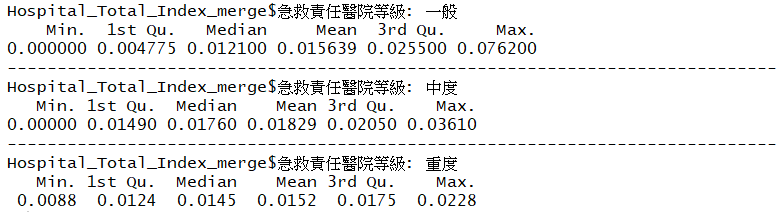 Hospital_Total_Index_merge$急救責任醫院等級: 一般
Min. 1st Qu. Median Mean 3rd Qu. Max.
0.000000 0.004775 0.012100 0.015639 0.025500 0.076200
--------------------------------------------------------------------------
Hospital_Total_Index_merge$急救責任醫院等級: 中度
Min. 1st Qu. Median Mean 3rd Qu. Max.
0.00000 0.01490 0.01760 0.01829 0.02050 0.03610
--------------------------------------------------------------------------
Hospital_Total_Index_merge$急救責任醫院等級: 重度
Min. 1st Qu. Median Mean 3rd Qu. Max.
0.0088 0.0124 0.0145 0.0152 0.0175 0.0228